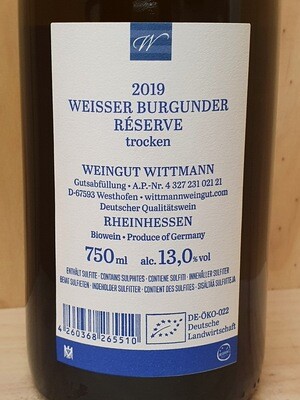 W
2019
WEISSER BURGUNDER
RÉSERVE
trocken
WEINGUT WITTMANN
Gutsabfüllung • A.P.-Nr. 4 327 231 021 21
D-67593 Westhofen • wittmannweingut.com
Deutscher Qualitätswein
RHEINHESSEN
Biowein • Produce of Germany
750 ml alc. 13,0% vol
ENTHÄLT SULFITE · CONTAINS SULPHITES · CONTIENE SOLFITI · INNEHÅLLER SULFITER
BEVAT SULFIETEN · INDEHOLDER SULFITTER · CONTIENT DES SULFITES · SISÄLTÄÄ SULFIITTEJA
4 260368 265510
DE-ÖKO-022
Deutsche
Landwirtschaft